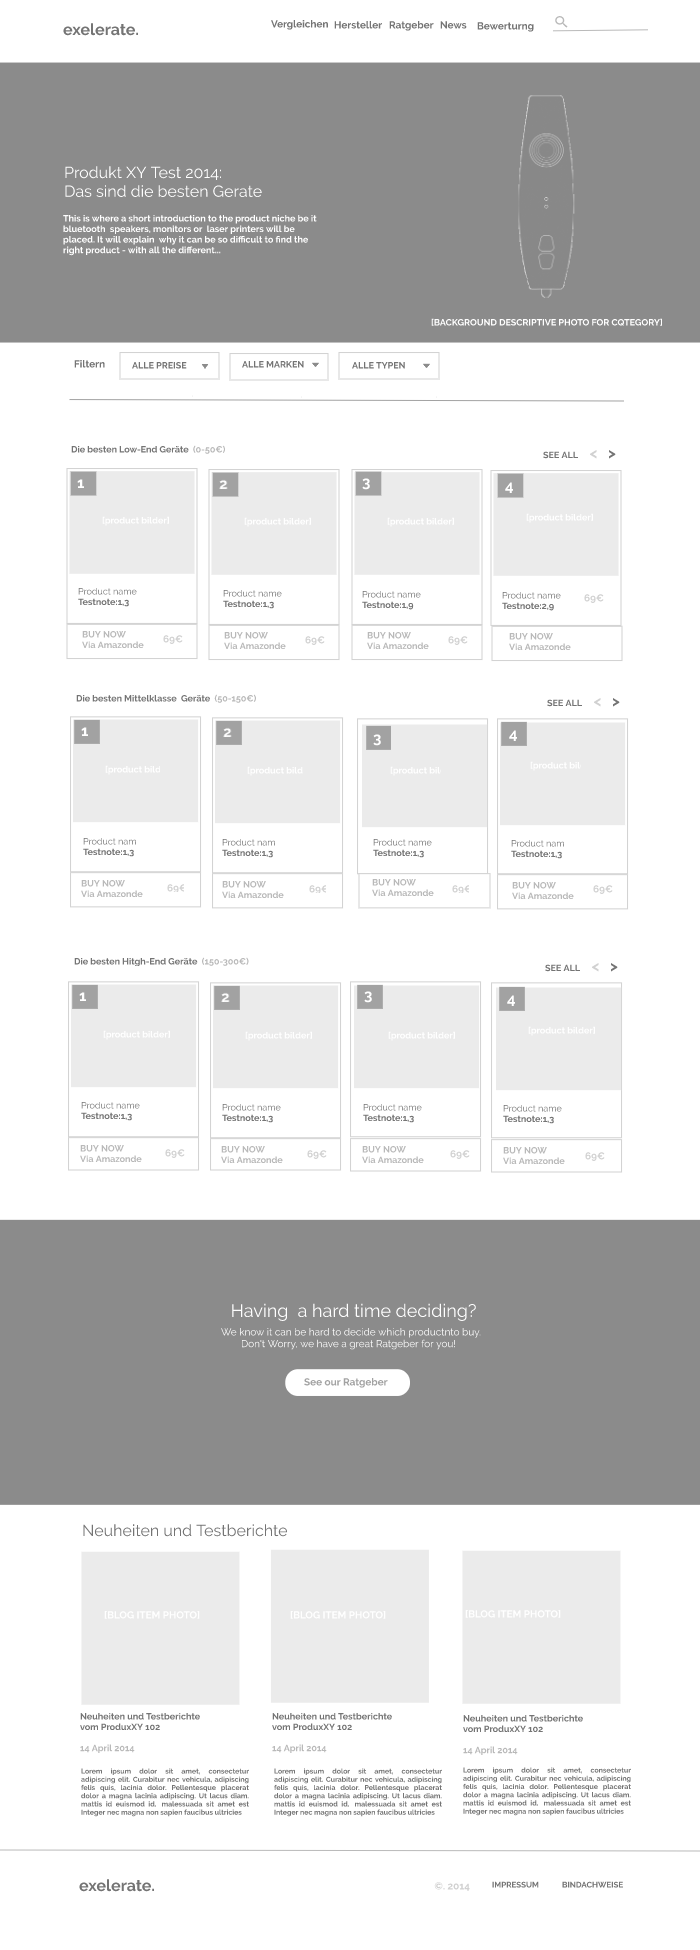 exelerate.
Vergleichen Hersteller Ratgeber News Bewerturng
Produkt XY Test 2014:
Das sind die besten Gerate
This is where a short introduction to the product niche be it
bluetooth speakers, monitors or laser printers will be
placed. It will explain why it can be so difficult to find the
right product - with all the different...
[BACKGROUND DESCRIPTIVE PHOTO FOR CQTEGORY]
Filtern ALLE PREISE ALLE MARKEN ALLE TYPEN
Die besten Low-End Geräte (0-50€)
SEE ALL < >
1 2 3 4
[product bilder] [product bilder] [product bilder] [product bilder]
Product name Product name Product name Product name 69€
Testnote:1,3 Testnote:1,3 Testnote:1,9 Testnote:2,9
BUY NOW 69€ BUY NOW 69€ BUY NOW 69€ BUY NOW
Via Amazonde Via Amazonde Via Amazonde Via Amazonde
Die besten Mittelklasse Geräte (50-150€)
SEE ALL < >
1 2 3 4
[product bild [product bild [product bil [product bil
Product nam Product nam Product name Product nam
Testnote:1,3 Testnote:1,3 Testnote:1,3 Testnote:1,3
BUY NOW 69€ BUY NOW 69€ BUY NOW 69€ BUY NOW 69€
Via Amazonde Via Amazonde Via Amazonde Via Amazonde
Die besten Hitgh-End Geräte (150-300€)
SEE ALL < >
1 2 3 4
[product bilder] [product bilder] [product bilder] [product bilder]
Product name Product name Product name Product name
Testnote:1,3 Testnote:1,3 Testnote:1,3 Testnote:1,3
BUY NOW 69€ BUY NOW 69€ BUY NOW 69€ BUY NOW 69€
Via Amazonde Via Amazonde Via Amazonde Via Amazonde
Having a hard time deciding?
We know it can be hard to decide which productnto buy.
Don't Worry, we have a great Ratgeber for you!
See our Ratgeber
Neuheiten und Testberichte
[BLOG ITEM PHOTO] [BLOG ITEM PHOTO] [BLOG ITEM PHOTO]
Neuheiten und Testberichte
vom ProduxXY 102
14 April 2014
Lorem ipsum dolor sit amet, consectetur
adipiscing elit. Curabitur nec vehicula, adipiscing
felis quis, lacinia dolor. Pellentesque placerat
dolor a magna lacinia adipiscing. Ut lacus diam,
mattis id euismod id, malessuada sit amet est
Integer nec magna non sapien faucibus ultricies
Neuheiten und Testberichte
vom ProduxXY 102
14 April 2014
Lorem ipsum dolor sit amet, consectetur
adipiscing elit. Curabitur nec vehicula, adipiscing
felis quis, lacinia dolor. Pellentesque placerat
dolor a magna lacinia adipiscing. Ut lacus diam,
mattis id euismod id, malessuada sit amet est
Integer nec magna non sapien faucibus ultricies
Neuheiten und Testberichte
vom ProduxXY 102
14 April 2014
Lorem ipsum dolor sit amet, consectetur
adipiscing elit. Curabitur nec vehicula, adipiscing
felis quis, lacinia dolor. Pellentesque placerat
dolor a magna lacinia adipiscing. Ut lacus diam,
mattis id euismod id, malessuada sit amet est
Integer nec magna non sapien faucibus ultricies
exelerate.
©. 2014 IMPRESSUM BINDACHWEISE